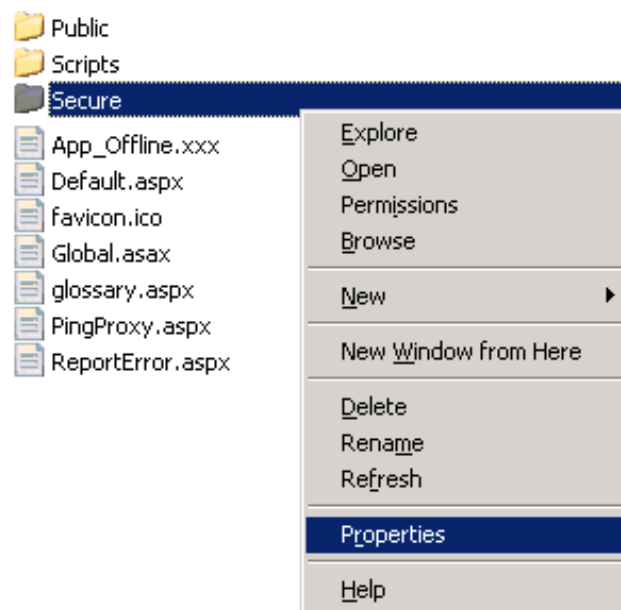 Public
Scripts
Secure
App_Offline.xxx
Default.aspx
favicon.ico
Global.asax
glossary.aspx
PingProxy.aspx
ReportError.aspx
Explore
Open
Permissions
Browse
New
New Window from Here
Delete
Rename
Refresh
Properties
Help